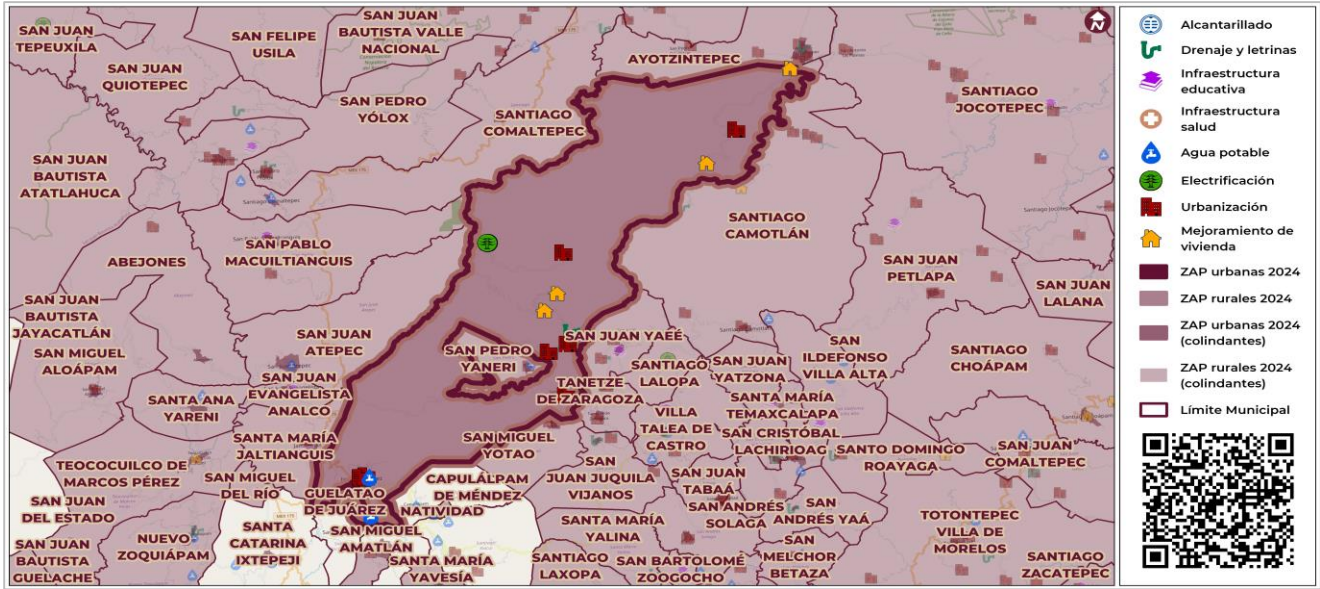 SAN JUAN
TEPEUXILA
SAN FELIPE
USILA
SAN JUAN
BAUTISTA VALLE
NACIONAL
AYOTZINTEPEC
SAN JUAN
QUIOTEPEC
SAN PEDRO
YÓLOX
SANTIAGO
COMALTEPEC
SANTIAGO
JOCOTEPEC
SAN JUAN
BAUTISTA
ATATLAHUCA
SANTIAGO
CAMOTLÁN
SAN PABLO
MACUILTIANGUIS
ABEJONES
SAN JUAN
PETLAPA
SAN JUAN
LALANA
SAN JUAN
BAUTISTA
JAYACATLÁN
SAN JUAN
ATEPEC
SAN PEDRO
YANERI
SAN JUAN YAEÉ
SAN MIGUEL
ALOÁPAM
SANTIAGO
LALOPA
SAN JUAN
YATZONA
SAN
ILDEFONSO
VILLA ALTA
SANTIAGO
CHOÁPAM
SANTA ANA
YARENI
SAN JUAN
EVANGELISTA
ANALCO
TANETZE
DE ZARAGOZA
SANTA MARÍA
TEMAXCALAPA
VILLA
TALEA DE
CASTRO
SAN CRISTÓBAL
LACHIRIOAG
SANTO DOMINGO
ROAYAGA
SAN JUAN
COMALTEPEC
SANTA MARÍA
JALTIANGUIS
SAN MIGUEL
YOTAO
TEOCOCUILCO DE
MARCOS PÉREZ
SAN MIGUEL
DEL RÍO
CAPULÁLPAM
DE MÉNDEZ
SAN
JUAN JUQUILA
VIJANOS
SAN JUAN
TABAÁ
SAN JUAN
DEL ESTADO
GUELATAO
DE JUÁREZ
NATIVIDAD
SAN ANDRÉS
SOLAGA
SAN
ANDRÉS YAÁ
TOTONTEPEC
VILLA DE
MORELOS
SANTA
CATARINA
IXTEPEJI
SAN MIGUEL
AMATLÁN
SANTA MARÍA
YALINA
NUEVO
ZOQUIÁPAM
SAN JUAN
BAUTISTA
GUELACHE
SANTA MARÍA
YAVESÍA
SANTIAGO
LAXOPA
SAN BARTOLOMÉ
ZOOGOCHO
SAN
MELCHOR
BETAZA
SANTIAGO
ZACATEPEC
N
Alcantarillado
Drenaje y letrinas
Infraestructura
educativa
Infraestructura
salud
Agua potable
Electrificación
Urbanización
Mejoramiento de
vivienda
ZAP urbanas 2024
ZAP rurales 2024
ZAP urbanas 2024
(colindantes)
ZAP rurales 2024
(colindantes)
Límite Municipal